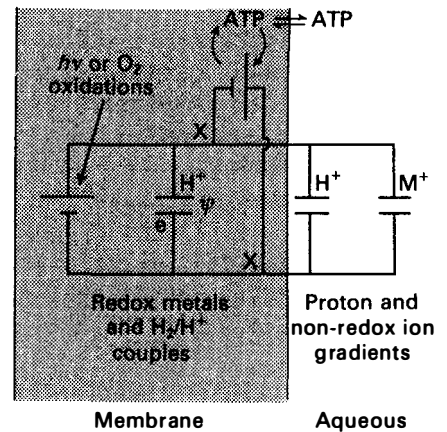 ATP ⇌ ATP
hν or O₂
oxidations
X
H⁺
ψ
e
H⁺
M⁺
X
Redox metals
and H₂/H⁺
couples
Proton and
non-redox ion
gradients
Membrane
Aqueous